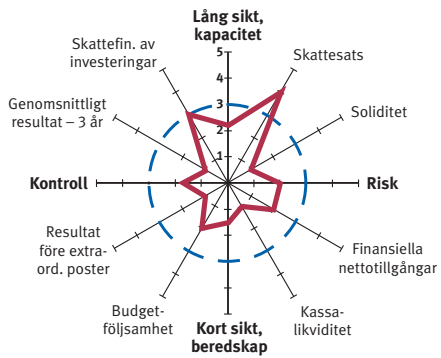 Lång sikt,
kapacitet
Skattefin. av
investeringar
Skattesats
5
4
3
2
1
Genomsnittligt
resultat – 3 år
Soliditet
Kontroll
Risk
Resultat
före extra-
ord. poster
Finansiella
nettotillgångar
Budget-
följsamhet
Kassa-
likviditet
Kort sikt,
beredskap